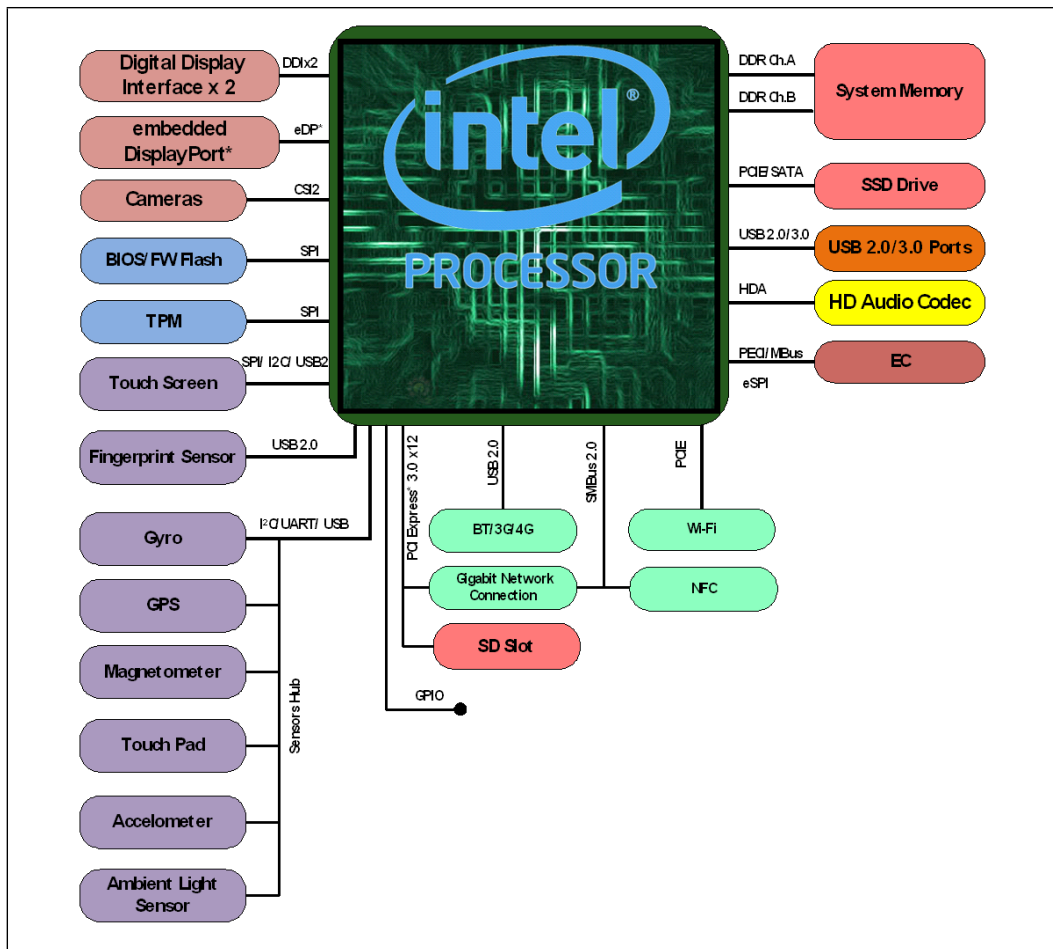 Digital Display
Interface x 2
DDIx2
embedded
DisplayPort*
eDP*
Cameras
CSI2
BIOS/FW Flash
SPI
TPM
SPI
Touch Screen
SPI/ I2C/ USB2
Fingerprint Sensor
USB 2.0
Gyro
I²C/UART/ USB
GPS
Magnetometer
Touch Pad
Accelometer
Ambient Light
Sensor
Sensors Hub
intel®
PROCESSOR
DDR Ch.A
DDR Ch.B
System Memory
PCIE/SATA
SSD Drive
USB 2.0/3.0
USB 2.0/3.0 Ports
HDA
HD Audio Codec
PECI/MBus
eSPI
EC
PCI Express* 3.0 x12
USB 2.0
SMBus 2.0
PCIE
BT/3G/4G
Wi-Fi
Gigabit Network
Connection
NFC
SD Slot
GPIO